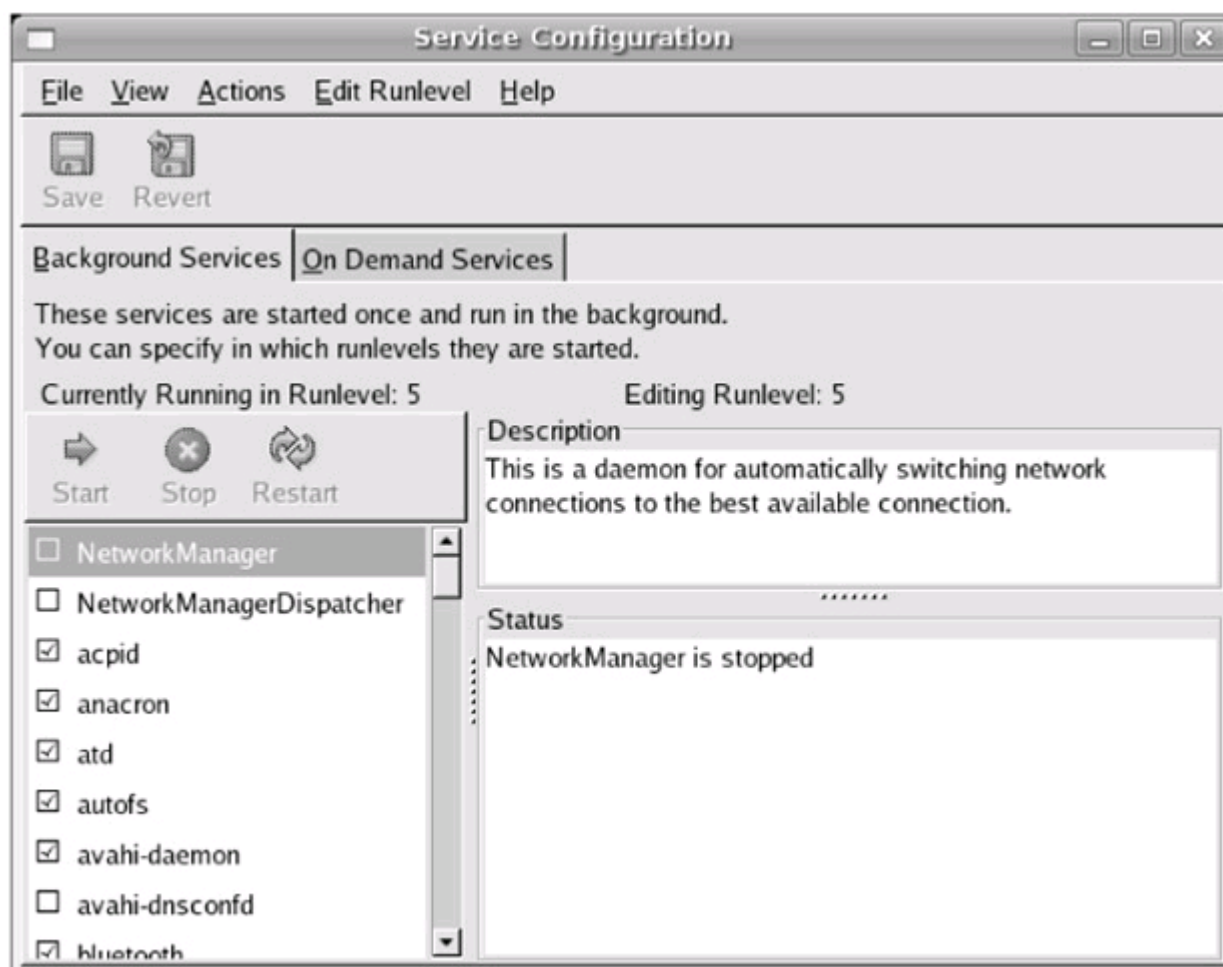 Service Configuration
File View Actions Edit Runlevel Help
Save Revert
Background Services On Demand Services
These services are started once and run in the background.
You can specify in which runlevels they are started.
Currently Running in Runlevel: 5 Editing Runlevel: 5
Start Stop Restart
NetworkManager
NetworkManagerDispatcher
acpid
anacron
atd
autofs
avahi-daemon
avahi-dnsconfd
bluetooth
Description
This is a daemon for automatically switching network
connections to the best available connection.
Status
NetworkManager is stopped